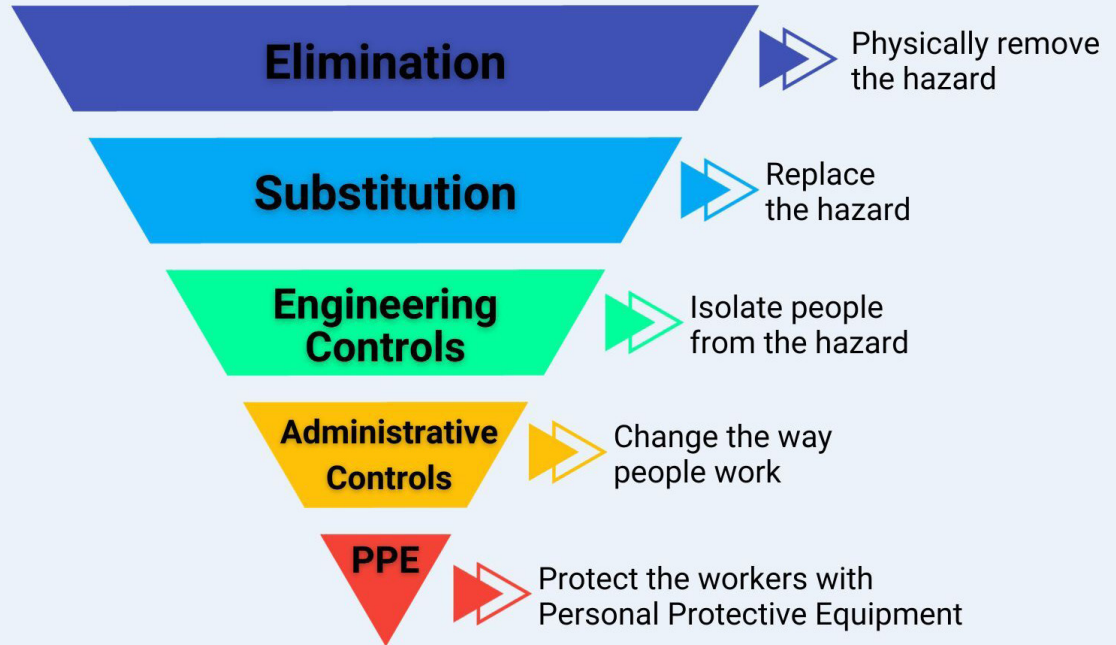 Elimination
Physically remove
the hazard
Substitution
Replace
the hazard
Engineering
Controls
Isolate people
from the hazard
Administrative
Controls
Change the way
people work
PPE
Protect the workers with
Personal Protective Equipment